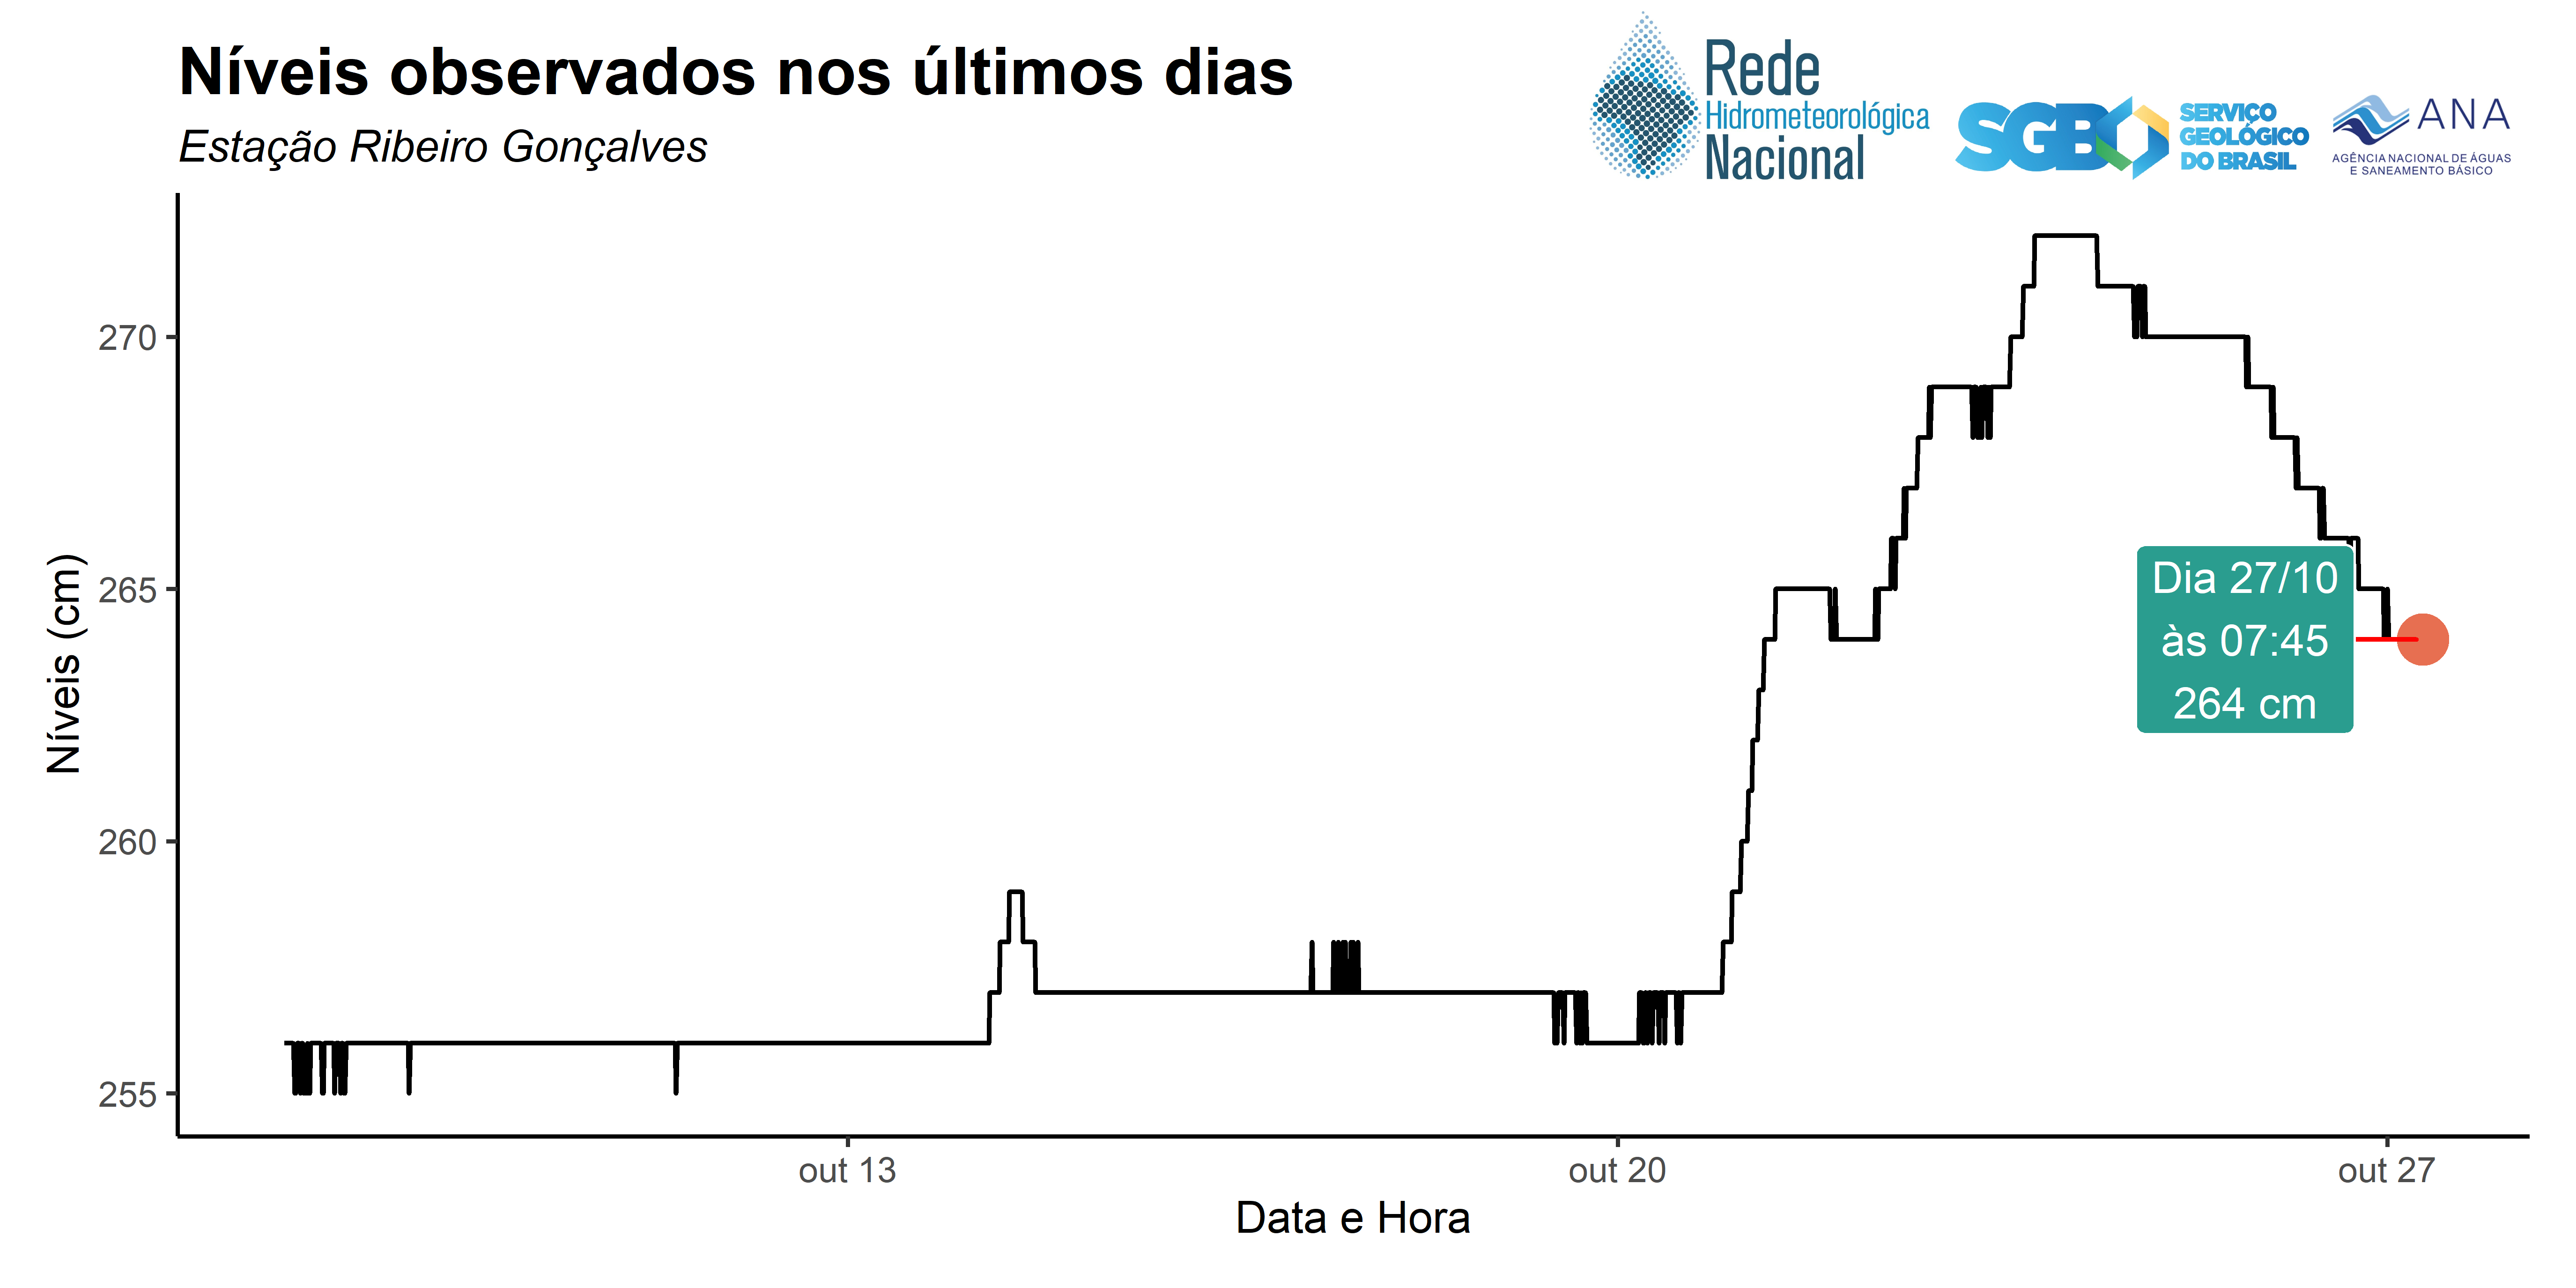 Níveis observados nos últimos dias
Estação Ribeiro Gonçalves
Rede
Hidrometeorológica
Nacional
SGB
SERVIÇO
GEOLÓGICO
DO BRASIL
ANA
AGÊNCIA NACIONAL DE ÁGUAS
E SANEAMENTO BÁSICO
Níveis (cm)
270
265
260
255
Dia 27/10
às 07:45
264 cm
out 13
out 20
out 27
Data e Hora